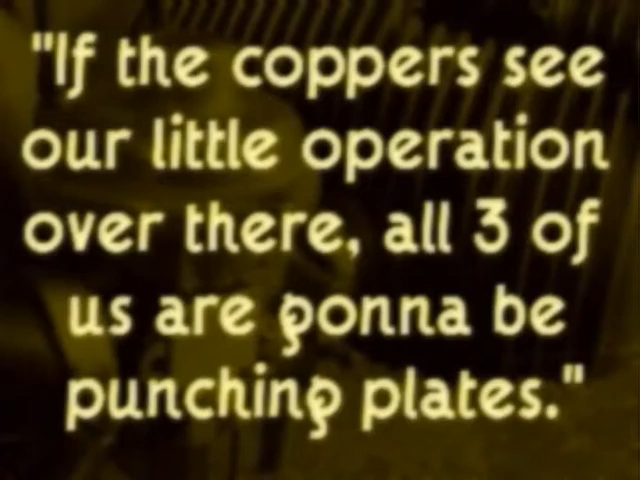 "If the coppers see
our little operation
over there, all 3 of
us are gonna be
punching plates."